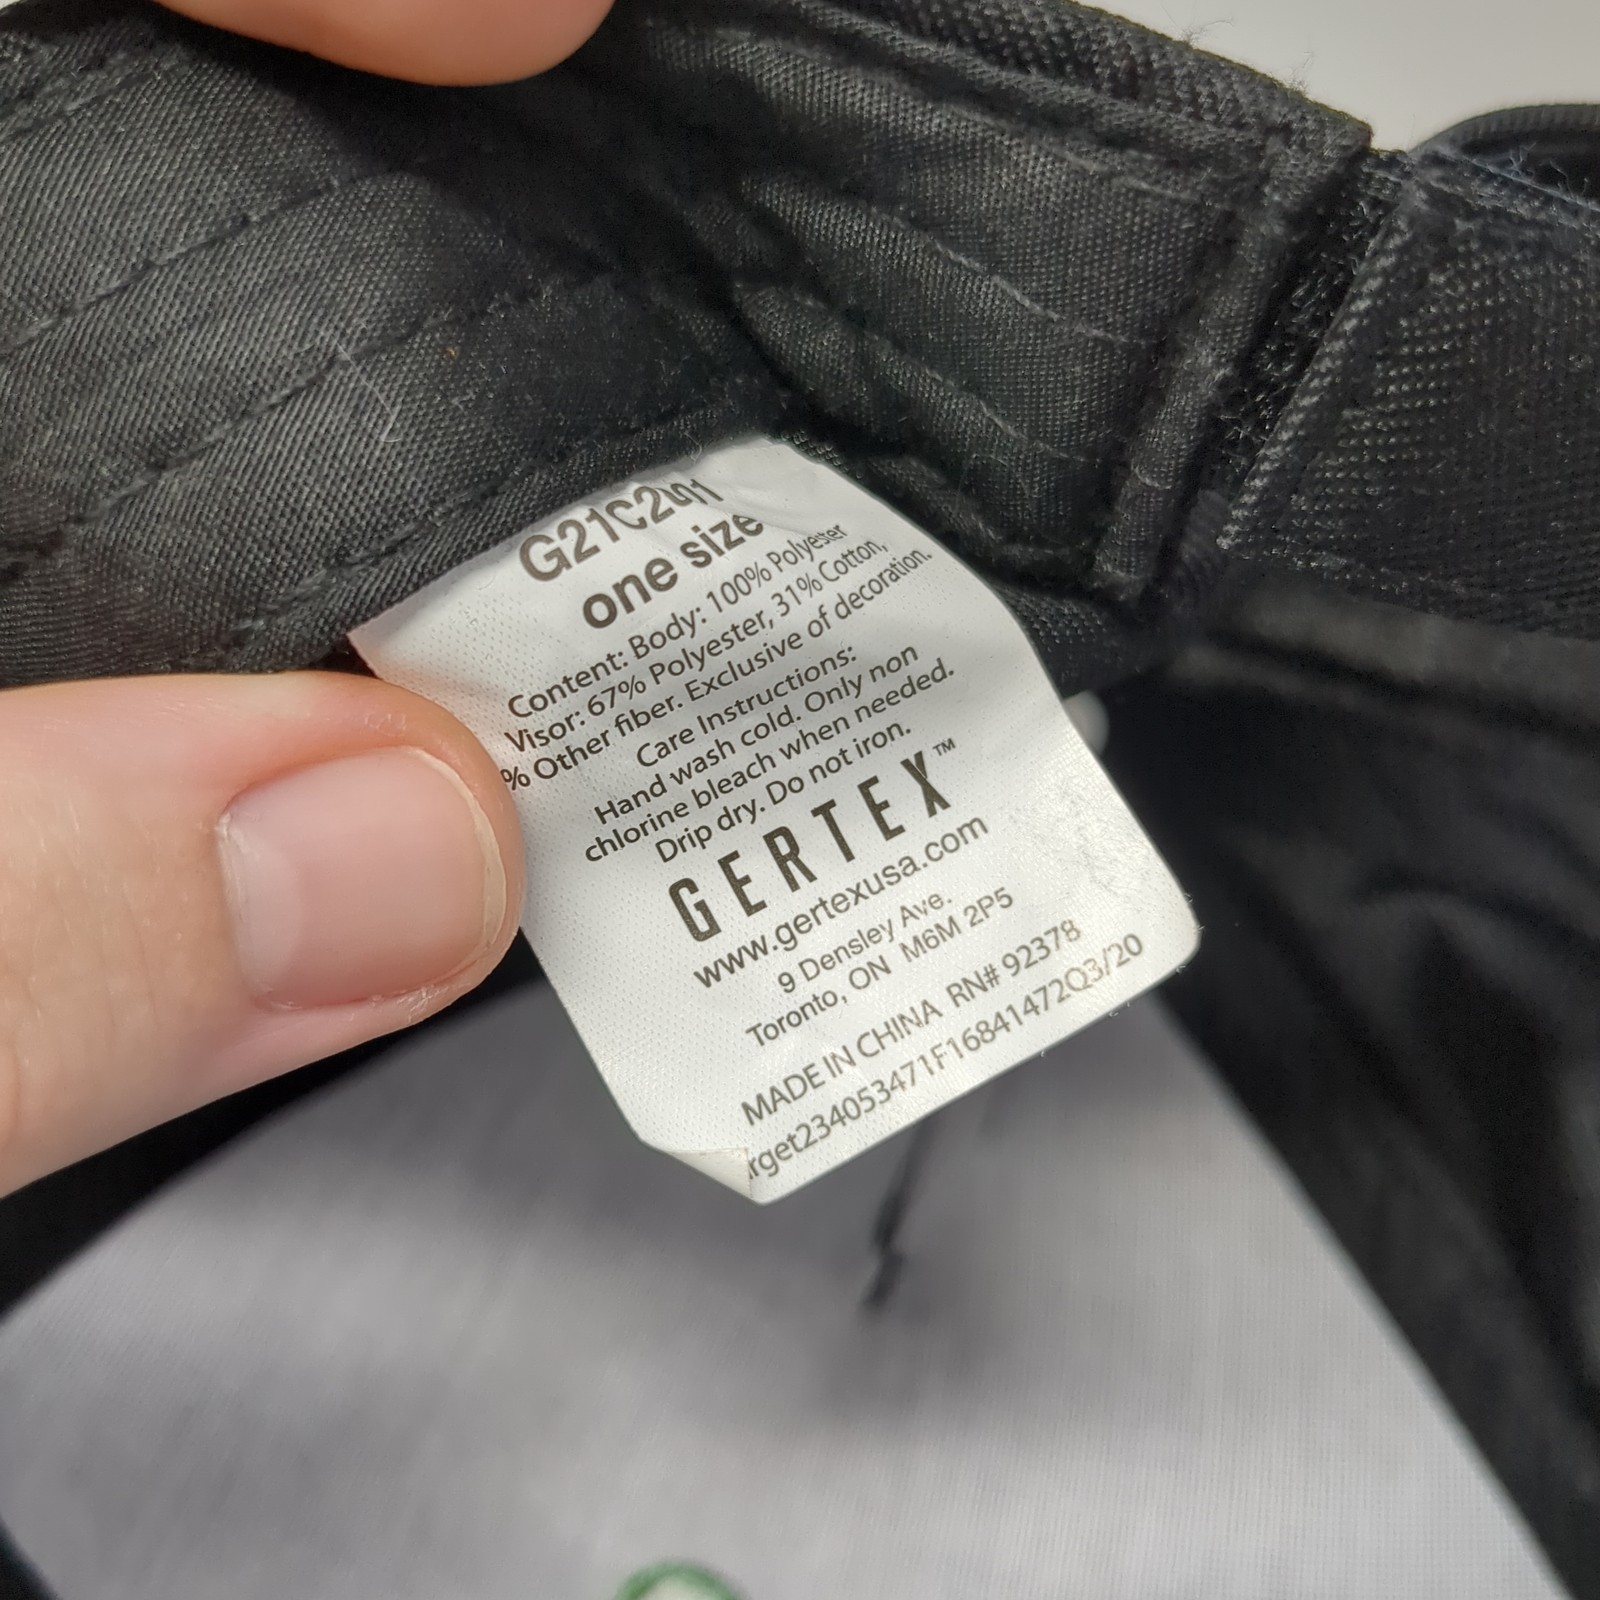 one size
Content: Body: 100% Polyester
Visor: 67% Polyester, 31% Cotton,
% Other fiber. Exclusive of decoration.
Care Instructions:
Hand wash cold. Only non
chlorine bleach when needed.
Drip dry. Do not iron.
GERTEX™
www.gertexusa.com
9 Densley Ave.
Toronto, ON M6M 2P5
MADE IN CHINA RN# 92378
rget234053471F16841472Q3/20